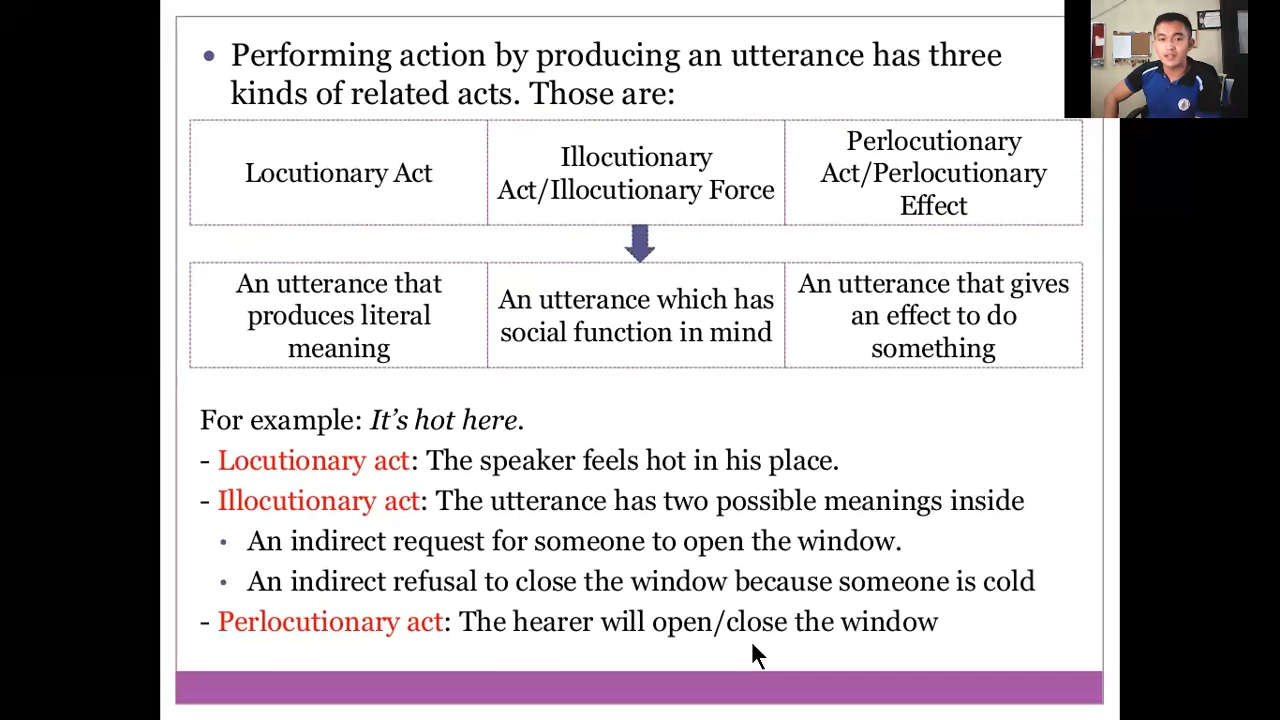 • Performing action by producing an utterance has three
kinds of related acts. Those are:
Locutionary Act
Illocutionary
Act/Illocutionary Force
Perlocutionary
Act/Perlocutionary
Effect
An utterance that
produces literal
meaning
An utterance which has
social function in mind
An utterance that gives
an effect to do
something
For example: It’s hot here.
- Locutionary act: The speaker feels hot in his place.
- Illocutionary act: The utterance has two possible meanings inside
• An indirect request for someone to open the window.
• An indirect refusal to close the window because someone is cold
- Perlocutionary act: The hearer will open/close the window